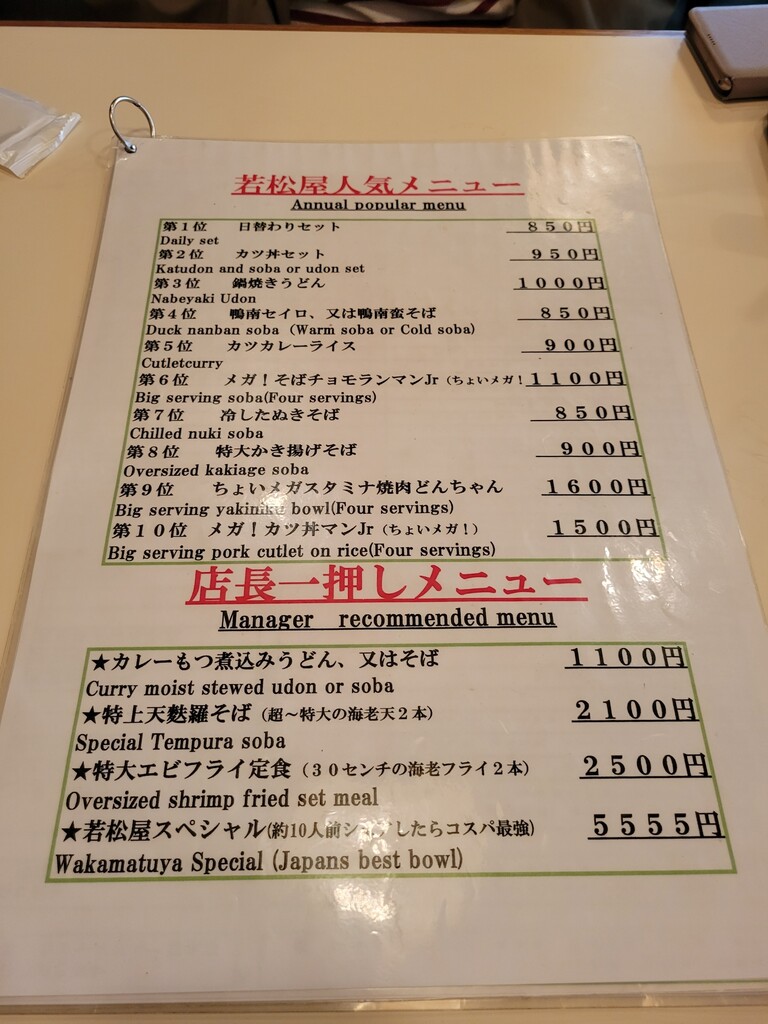 若松屋人気メニュー
Annual popular menu
第1位 日替わりセット 850円
Daily set
第2位 カツ丼セット 950円
Katudon and soba or udon set
第3位 鍋焼きうどん 1000円
Nabeyaki Udon
第4位 鴨南セイロ、又は鴨南蛮そば 850円
Duck nanban soba (Warm soba or Cold soba)
第5位 カツカレーライス 900円
Cutletcurry
第6位 メガ！そばチョモランマンJr（ちょいメガ！ 1100円
Big serving soba(Four servings)
第7位 冷したぬきそば 850円
Chilled nuki soba
第8位 特大かき揚げそば 900円
Oversized kakiage soba
第9位 ちょいメガスタミナ焼肉どんちゃん 1600円
Big serving yakiniku bowl(Four servings)
第10位 メガ！カツ丼マンJr（ちょいメガ！） 1500円
Big serving pork cutlet on rice(Four servings)
店長一押しメニュー
Manager recommended menu
★カレーもつ煮込みうどん、又はそば 1100円
Curry moist stewed udon or soba
★特上天麩羅そば（超～特大の海老天2本） 2100円
Special Tempura soba
★特大エビフライ定食（30センチの海老フライ2本） 2500円
Oversized shrimp fried set meal
★若松屋スペシャル(約10人前シェアしたらコスパ最強) 5555円
Wakamatuya Special (Japans best bowl)